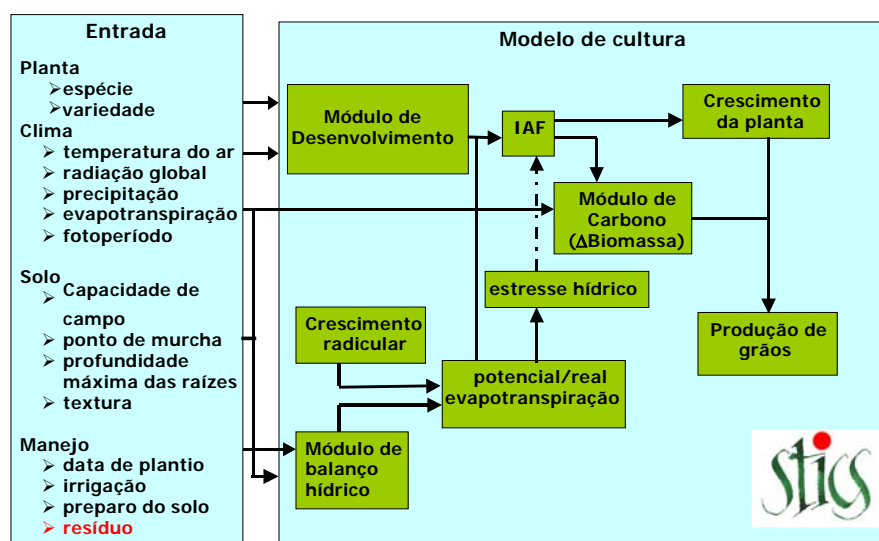 Entrada
Planta
espécie
variedade
Clima
temperatura do ar
radiação global
precipitação
evapotranspiração
fotoperíodo
Solo
Capacidade de
campo
ponto de murcha
profundidade
máxima das raízes
textura
Manejo
data de plantio
irrigação
preparo do solo
resíduo
Modelo de cultura
Módulo de
Desenvolvimento
IAF
Crescimento
da planta
Módulo de
Carbono
(ΔBiomassa)
estresse hídrico
Crescimento
radicular
Produção de
grãos
potencial/real
evapotranspiração
Módulo de
balanço
hídrico
stics